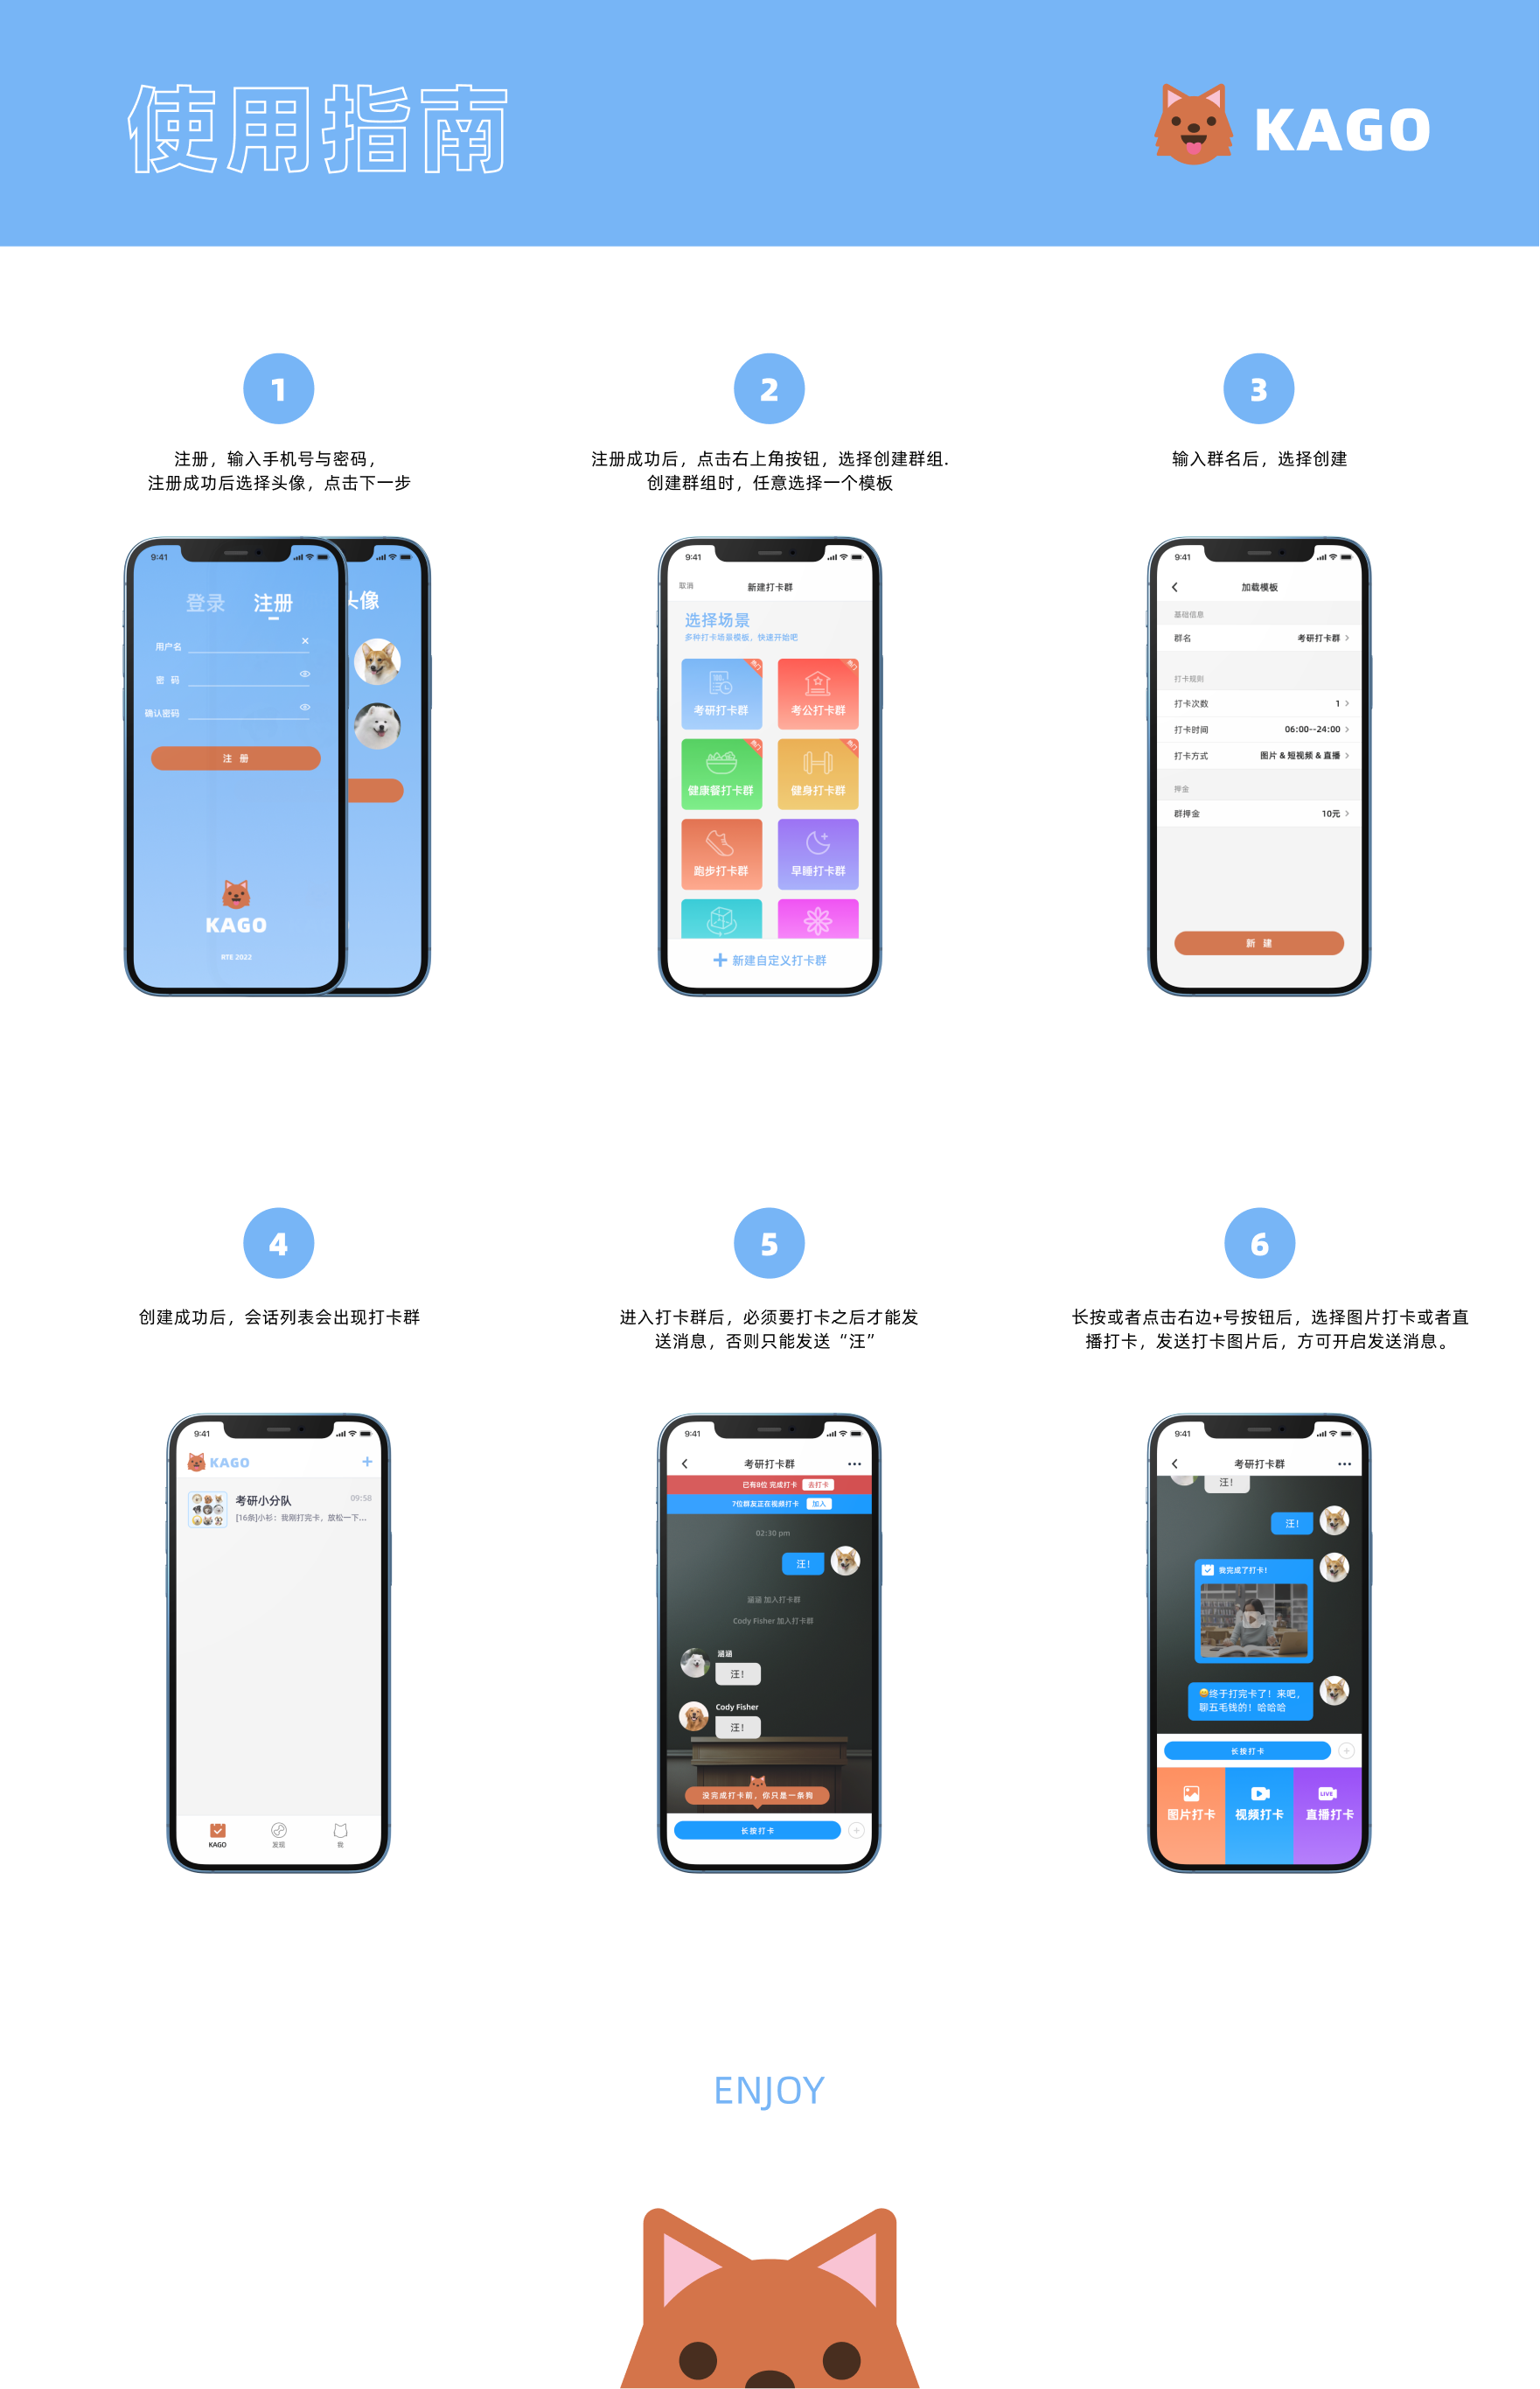 使用指南
KAGO
1
注册，输入手机号与密码，
注册成功后选择头像，点击下一步
9:41
登录 注册
头像
用户名
密 码
确认密码
注 册
KAGO
RTE 2022
2
注册成功后，点击右上角按钮，选择创建群组.
创建群组时，任意选择一个模板
9:41
取消 新建打卡群
选择场景
多种打卡场景模板，快速开始吧
热门 热门
考研打卡群 考公打卡群
热门 热门
健康餐打卡群 健身打卡群
跑步打卡群 早睡打卡群
+ 新建自定义打卡群
3
输入群名后，选择创建
9:41
加载模板
基础信息
群名 考研打卡群
打卡规则
打卡次数 1
打卡时间 06:00--24:00
打卡方式 图片 & 短视频 & 直播
押金
群押金 10元
新 建
4
创建成功后，会话列表会出现打卡群
9:41
KAGO +
考研小分队 09:58
[16条]小杉：我刚打完卡，放松一下...
KAGO 发现 我
5
进入打卡群后，必须要打卡之后才能发
送消息，否则只能发送“汪”
9:41
考研打卡群
已有8位 完成打卡 去打卡
7位群友正在视频打卡 加入
02:30 pm
汪！
涵涵 加入打卡群
Cody Fisher 加入打卡群
涵涵
汪！
Cody Fisher
汪！
没完成打卡前，你只是一条狗
长按打卡
6
长按或者点击右边+号按钮后，选择图片打卡或者直
播打卡，发送打卡图片后，方可开启发送消息。
9:41
考研打卡群
汪！
汪！
我完成了打卡！
终于打完卡了！来吧，
聊五毛钱的！哈哈哈
长按打卡
LIVE
图片打卡 视频打卡 直播打卡
ENJOY